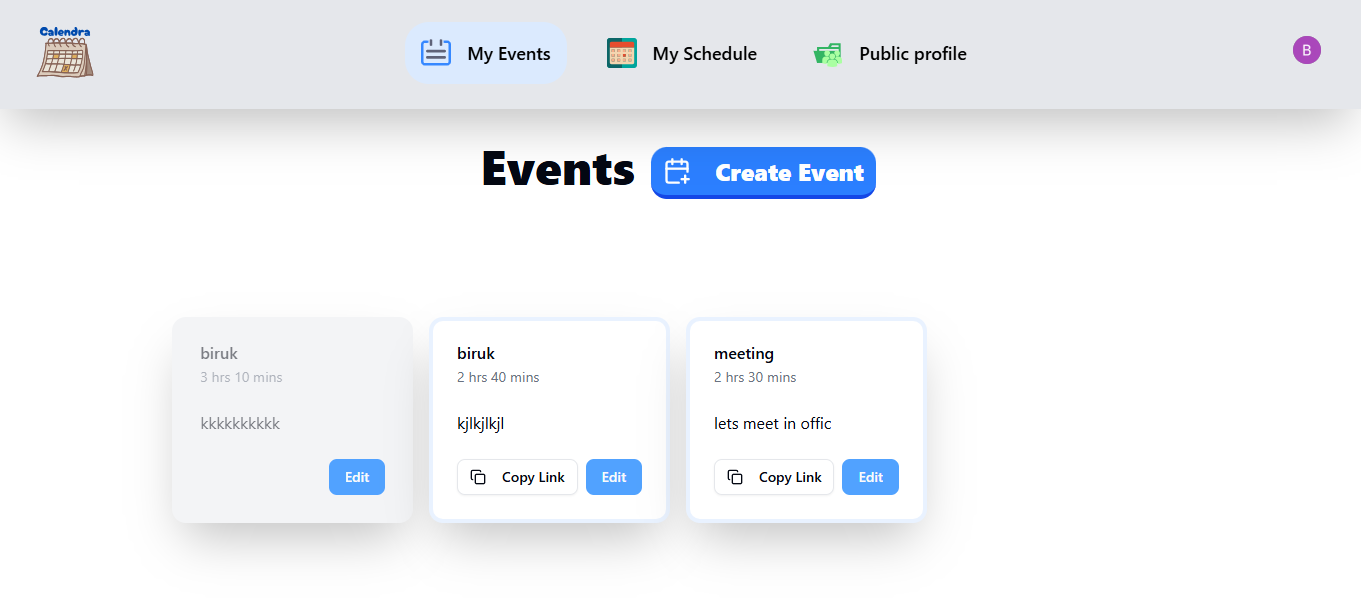 Calendra
My Events
My Schedule
Public profile
B
Events
Create Event
biruk
3 hrs 10 mins
kkkkkkkkkk
Edit
biruk
2 hrs 40 mins
kjlkjlkjl
Copy Link
Edit
meeting
2 hrs 30 mins
lets meet in offic
Copy Link
Edit